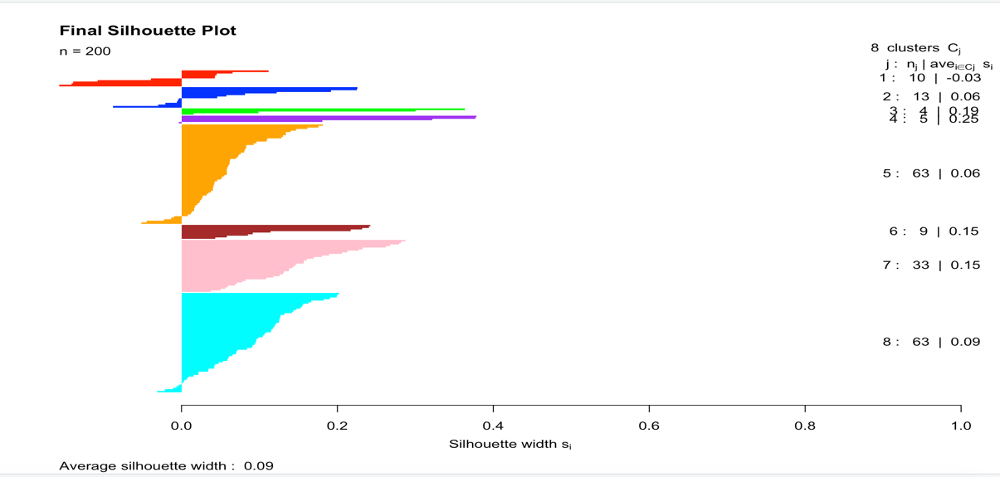 Final Silhouette Plot
n = 200
8 clusters Cj
j : nj | avei∈Cj si
1 : 10 | -0.03
2 : 13 | 0.06
3 : 4 | 0.19
4 : 5 | 0.25
5 : 63 | 0.06
6 : 9 | 0.15
7 : 33 | 0.15
8 : 63 | 0.09
0.0 0.2 0.4 0.6 0.8 1.0
Silhouette width si
Average silhouette width : 0.09